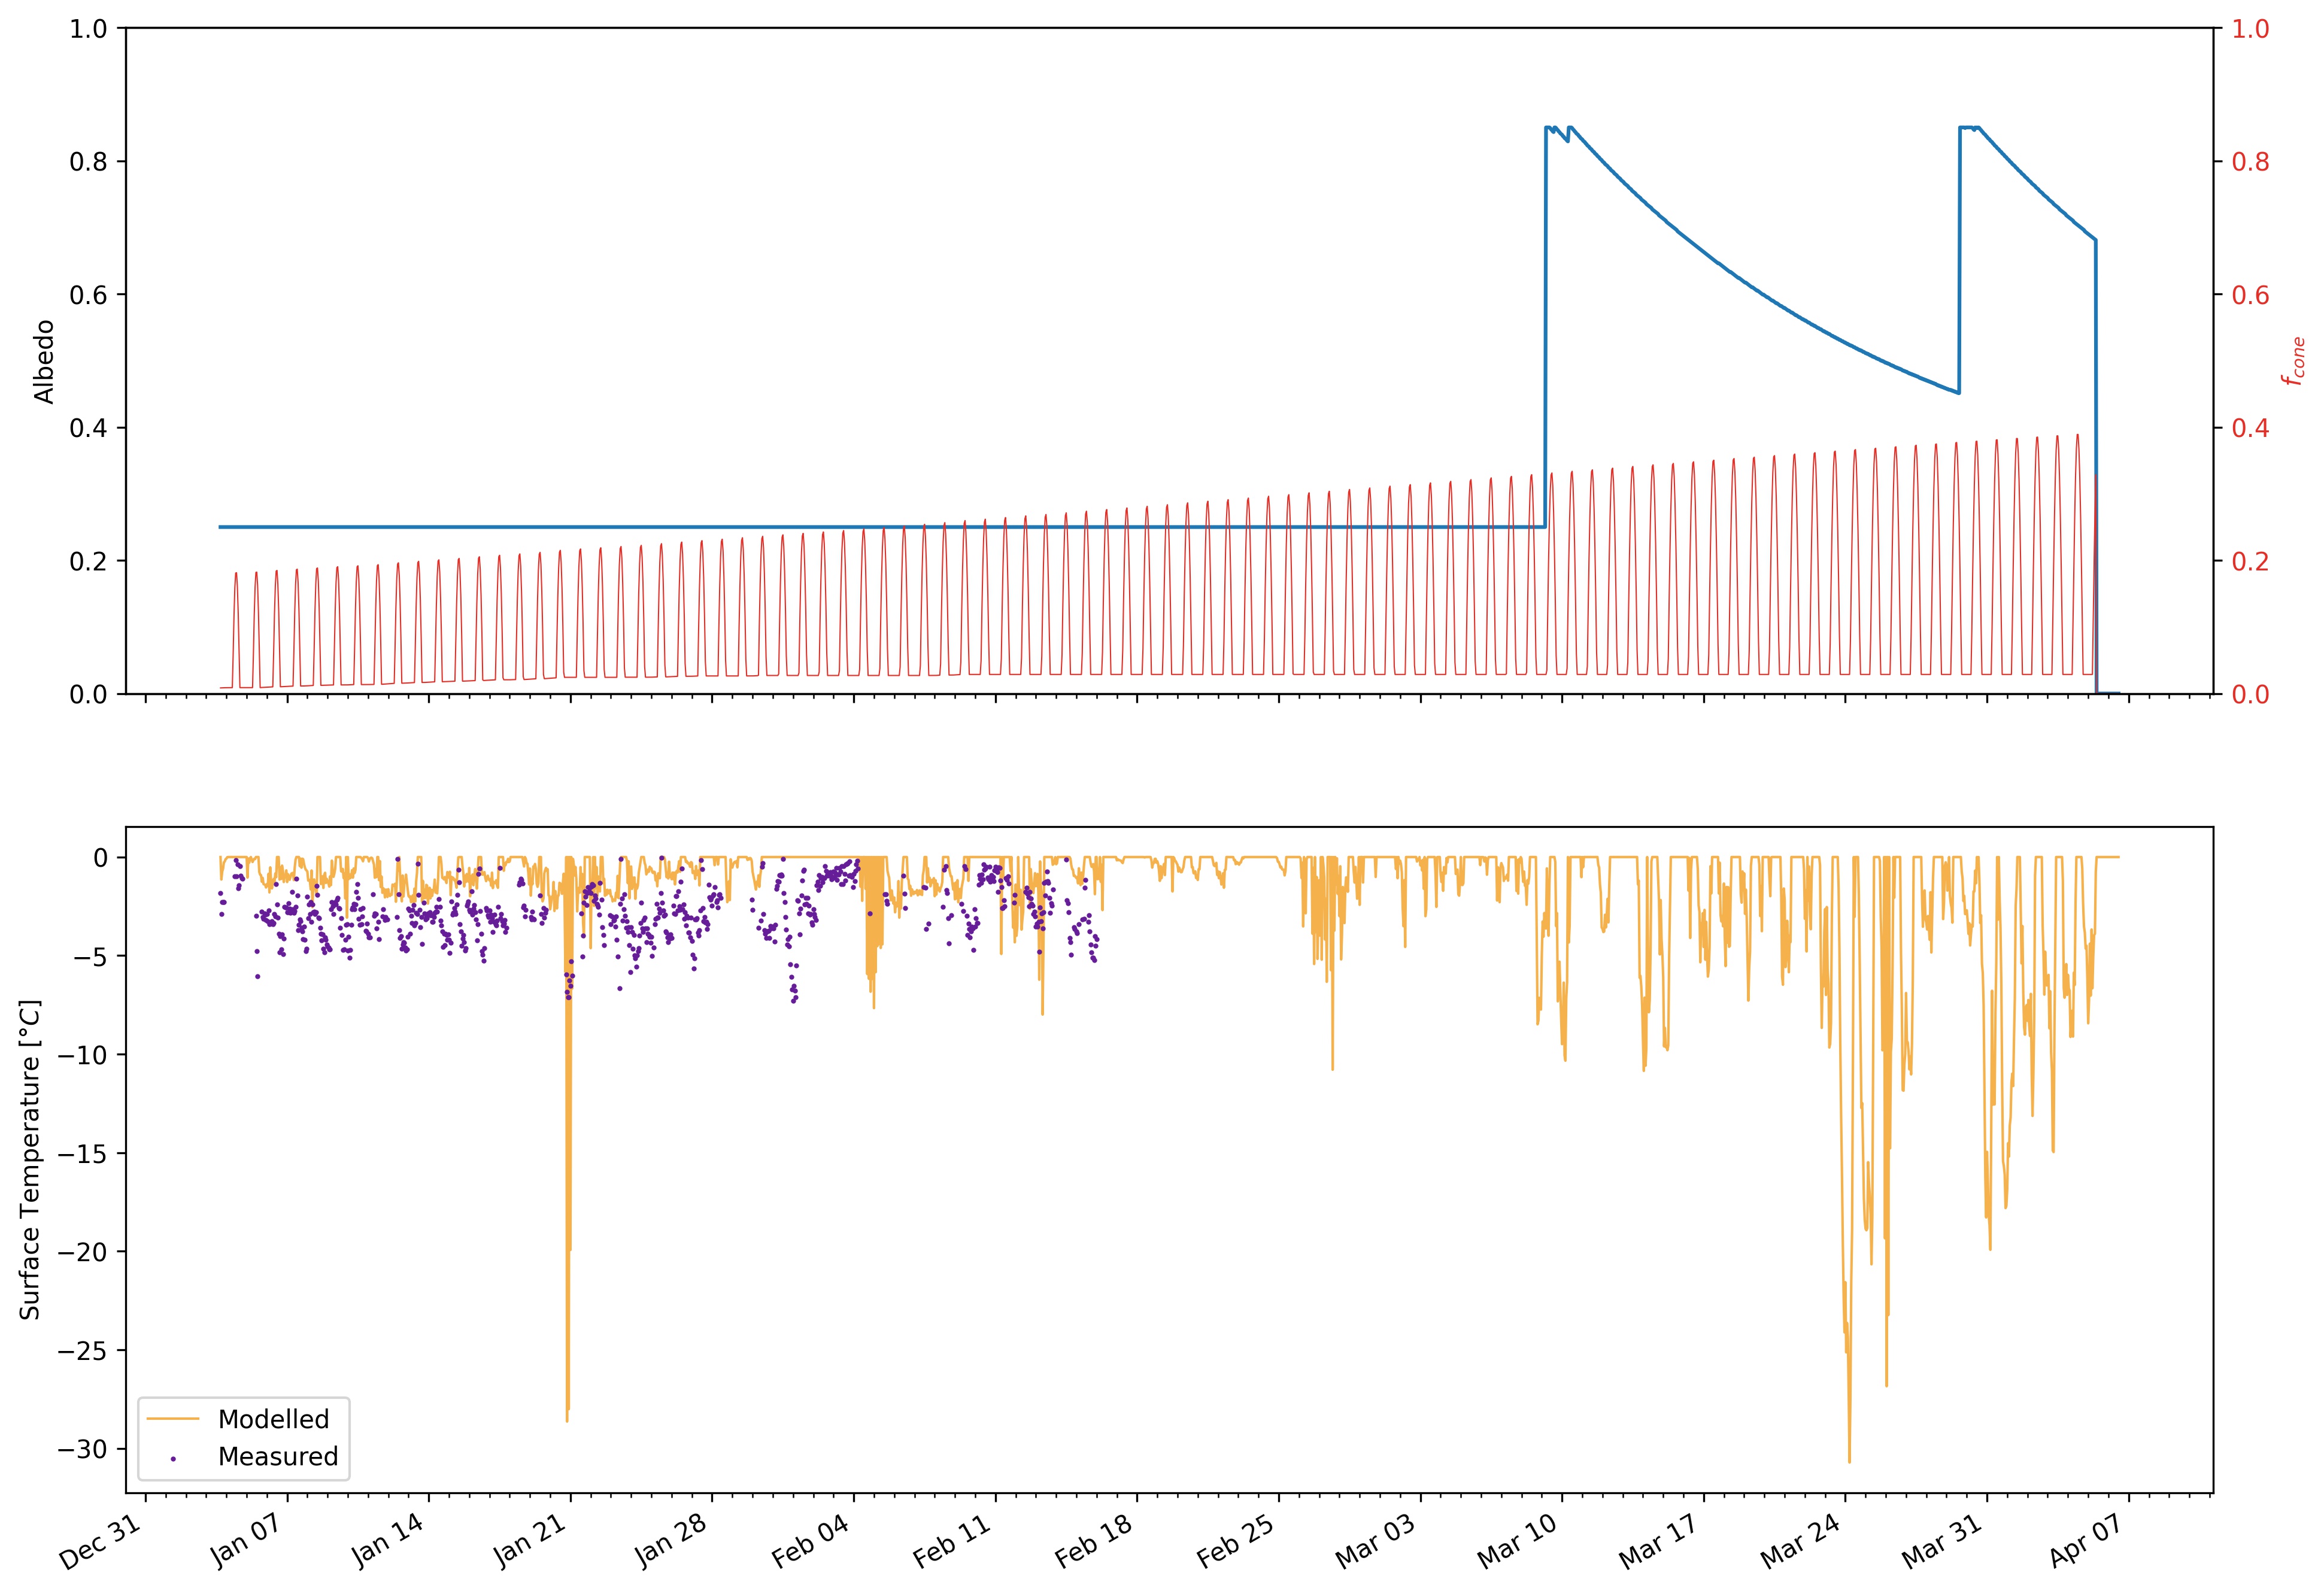 1.0
0.8
0.6
0.4
0.2
0.0
Albedo
1.0
0.8
0.6
0.4
0.2
0.0
f_cone
0
−5
−10
−15
−20
−25
−30
Surface Temperature [°C]
Modelled
Measured
Dec 31
Jan 07
Jan 14
Jan 21
Jan 28
Feb 04
Feb 11
Feb 18
Feb 25
Mar 03
Mar 10
Mar 17
Mar 24
Mar 31
Apr 07